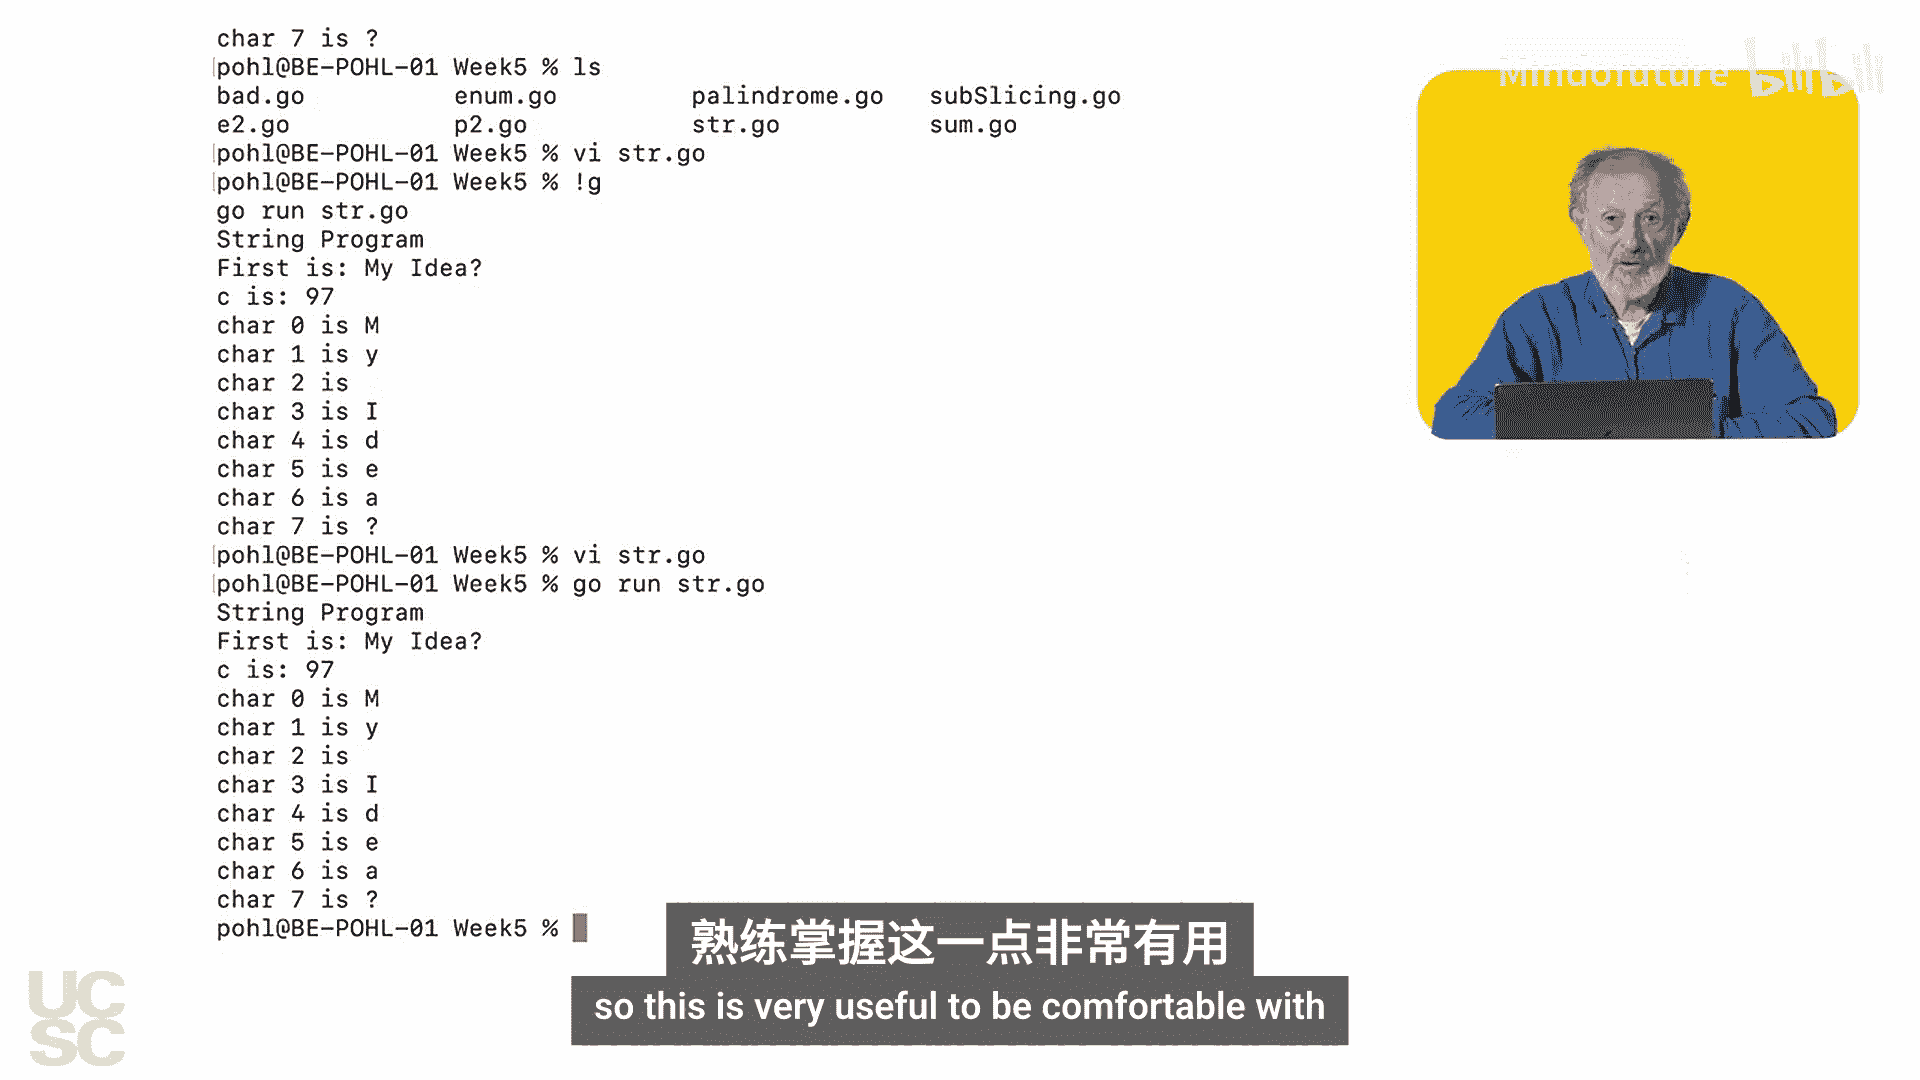 char 7 is ?
pohl@BE-POHL-01 Week5 % ls
bad.go enum.go palindrome.go subSlicing.go
e2.go p2.go str.go sum.go
pohl@BE-POHL-01 Week5 % vi str.go
pohl@BE-POHL-01 Week5 % !g
go run str.go
String Program
First is: My Idea?
c is: 97
char 0 is M
char 1 is y
char 2 is
char 3 is I
char 4 is d
char 5 is e
char 6 is a
char 7 is ?
pohl@BE-POHL-01 Week5 % vi str.go
pohl@BE-POHL-01 Week5 % go run str.go
String Program
First is: My Idea?
c is: 97
char 0 is M
char 1 is y
char 2 is
char 3 is I
char 4 is d
char 5 is e
char 6 is a
char 7 is ?
pohl@BE-POHL-01 Week5 %
Mindofuture bilibili
熟练掌握这一点非常有用
so this is very useful to be comfortable with
UC
SC